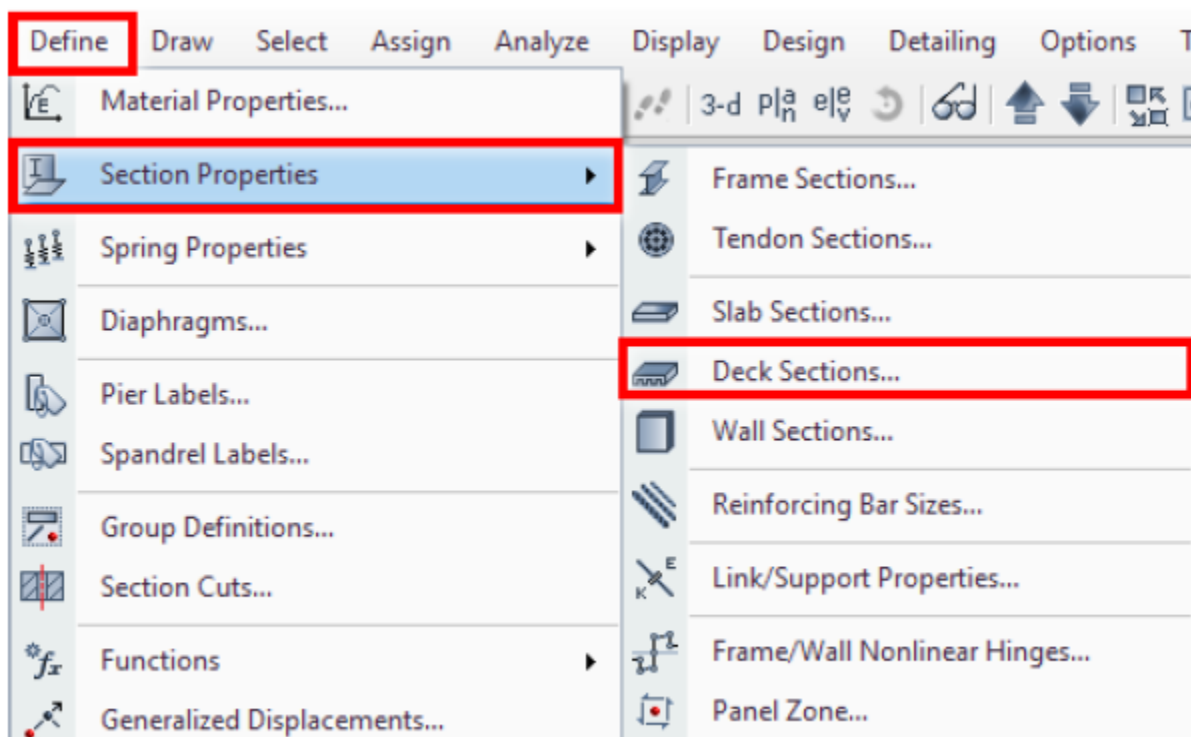 Define Draw Select Assign Analyze Display Design Detailing Options T
Material Properties...
Section Properties
Spring Properties
Diaphragms...
Pier Labels...
Spandrel Labels...
Group Definitions...
Section Cuts...
Functions
Generalized Displacements...
3-d pla
n ele
v
Frame Sections...
Tendon Sections...
Slab Sections...
Deck Sections...
Wall Sections...
Reinforcing Bar Sizes...
Link/Support Properties...
Frame/Wall Nonlinear Hinges...
Panel Zone...